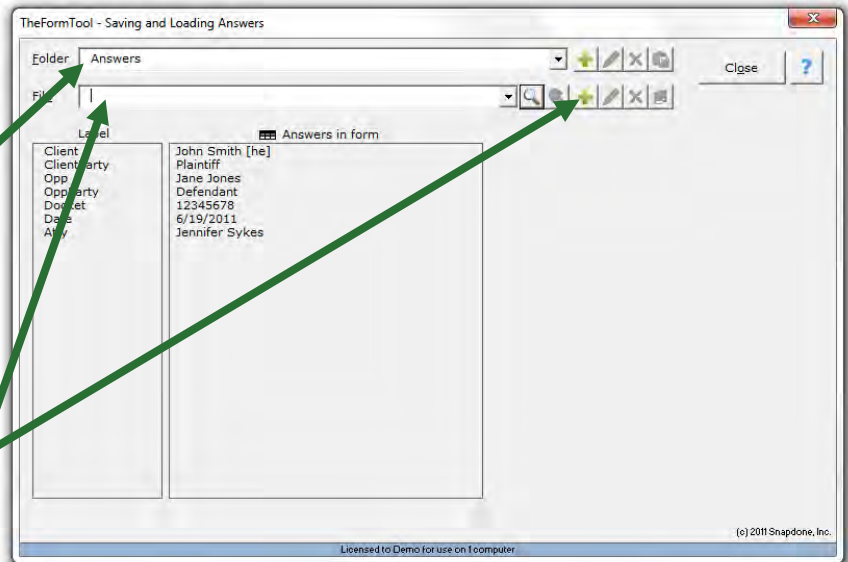 TheFormTool - Saving and Loading Answers
Folder Answers
Close ?
File
Label Answers in form
Client John Smith [he]
ClientParty Plaintiff
Opp Jane Jones
OppParty Defendant
Docket 12345678
Date 6/19/2011
Atty Jennifer Sykes
(c) 2011 Snapdone, Inc.
Licensed to Demo for use on 1 computer